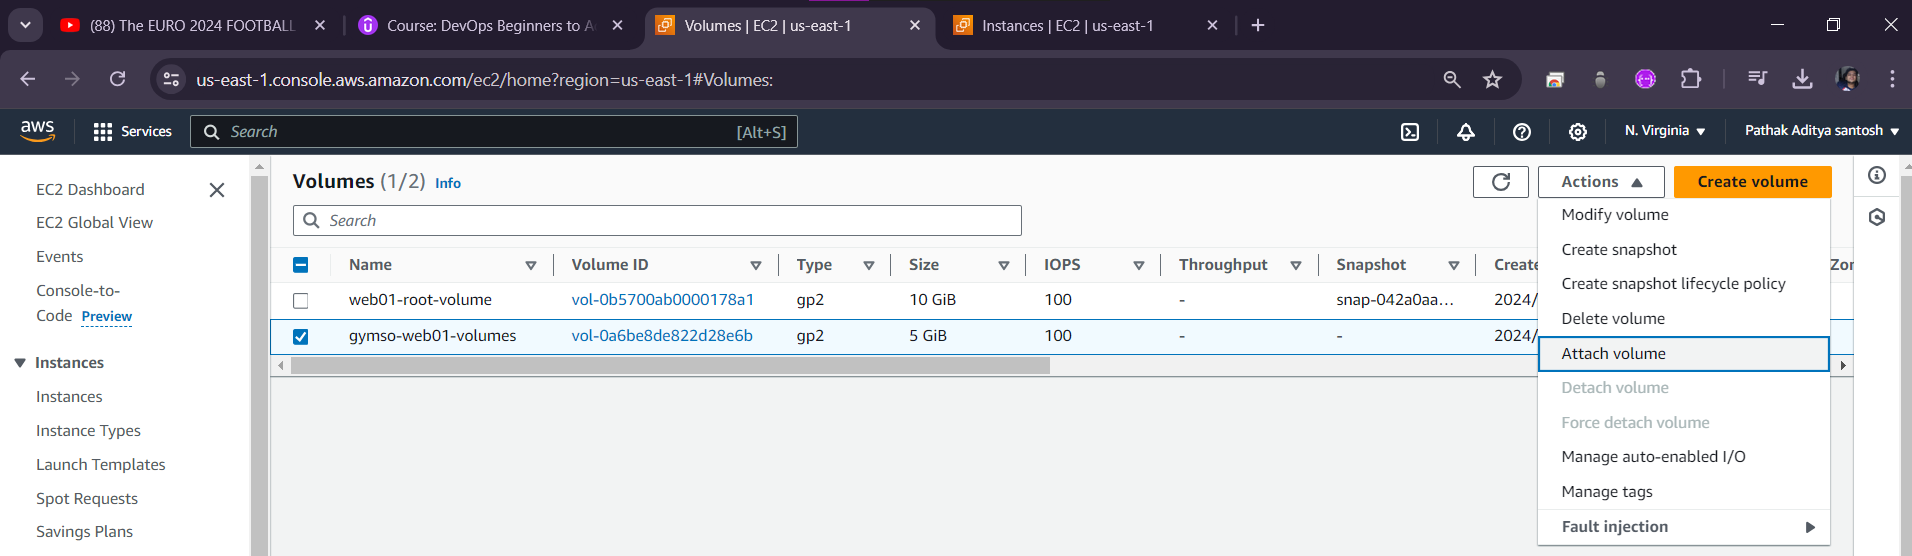 (88) The EURO 2024 FOOTBALL
Course: DevOps Beginners to A
Volumes | EC2 | us-east-1
Instances | EC2 | us-east-1
us-east-1.console.aws.amazon.com/ec2/home?region=us-east-1#Volumes:
aws
Services
Search
[Alt+S]
N. Virginia
Pathak Aditya santosh
EC2 Dashboard
EC2 Global View
Events
Console-to-
Code Preview
Instances
Instances
Instance Types
Launch Templates
Spot Requests
Savings Plans
Volumes (1/2) Info
Actions
Create volume
Search
Name Volume ID Type Size IOPS Throughput Snapshot Create Zon
web01-root-volume vol-0b5700ab0000178a1 gp2 10 GiB 100 - snap-042a0aa... 2024/
gymso-web01-volumes vol-0a6be8de822d28e6b gp2 5 GiB 100 - - 2024/
Modify volume
Create snapshot
Create snapshot lifecycle policy
Delete volume
Attach volume
Detach volume
Force detach volume
Manage auto-enabled I/O
Manage tags
Fault injection